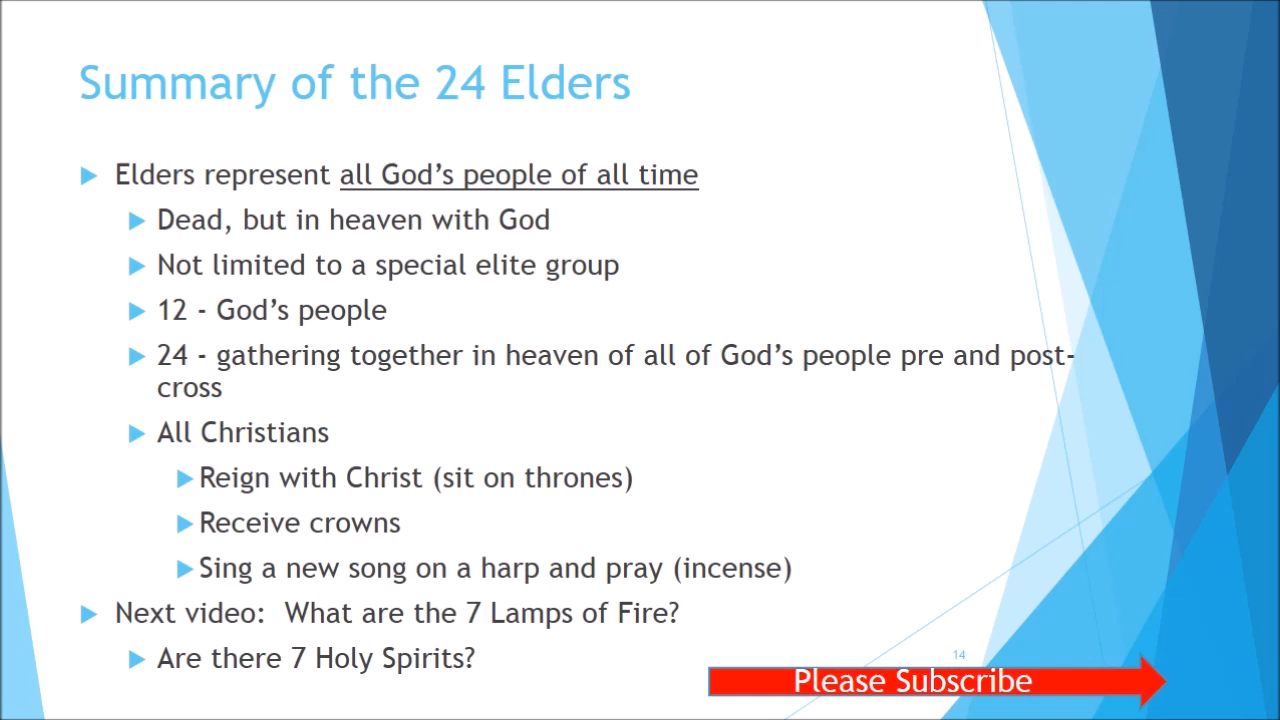 Summary of the 24 Elders
Elders represent all God's people of all time
Dead, but in heaven with God
Not limited to a special elite group
12 - God's people
24 - gathering together in heaven of all of God's people pre and post-
cross
All Christians
Reign with Christ (sit on thrones)
Receive crowns
Sing a new song on a harp and pray (incense)
Next video:  What are the 7 Lamps of Fire?
Are there 7 Holy Spirits?
14
Please Subscribe